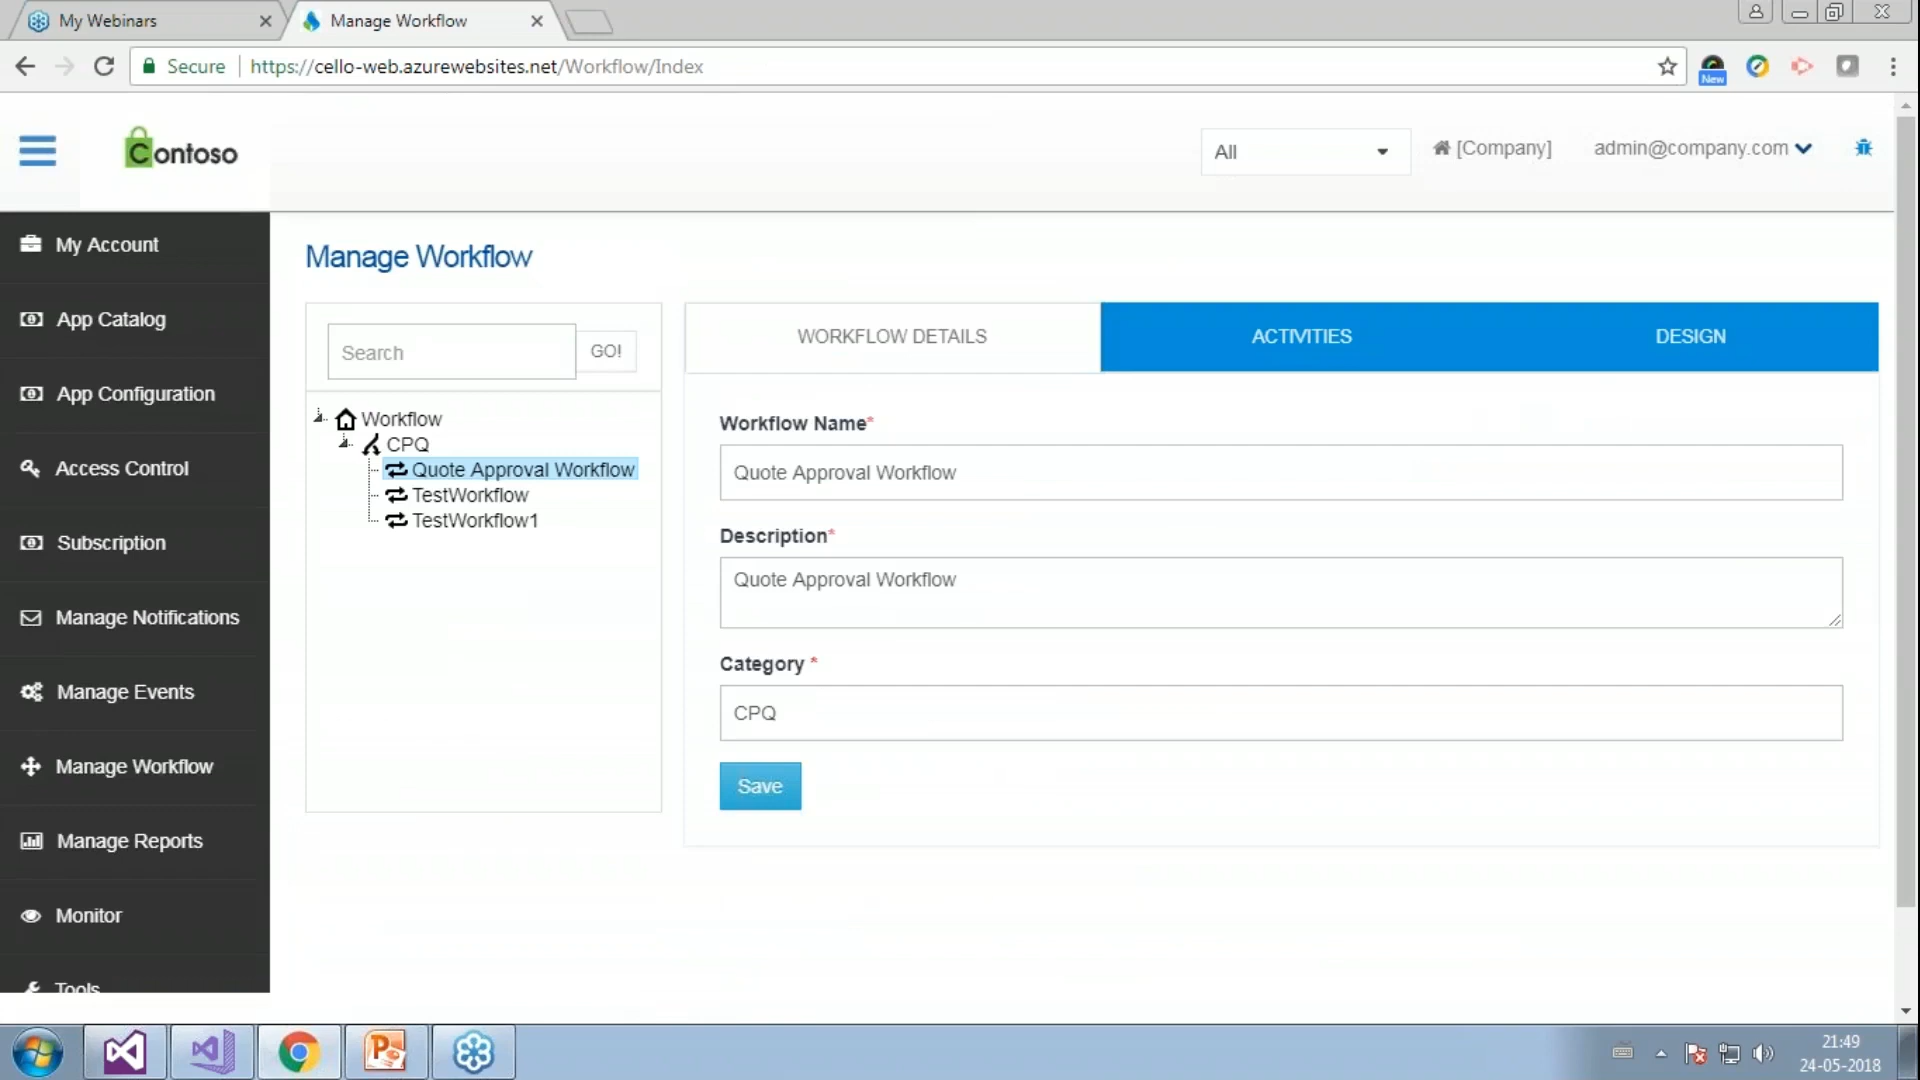 My Webinars
Manage Workflow
Secure
https://cello-web.azurewebsites.net/Workflow/Index
New
Contoso
All
[Company]
admin@company.com
My Account
App Catalog
App Configuration
Access Control
Subscription
Manage Notifications
Manage Events
Manage Workflow
Manage Reports
Monitor
Tools
Manage Workflow
Search
GO!
Workflow
CPQ
Quote Approval Workflow
TestWorkflow
TestWorkflow1
WORKFLOW DETAILS
ACTIVITIES
DESIGN
Workflow Name*
Quote Approval Workflow
Description*
Quote Approval Workflow
Category *
CPQ
Save
21:49
24-05-2018